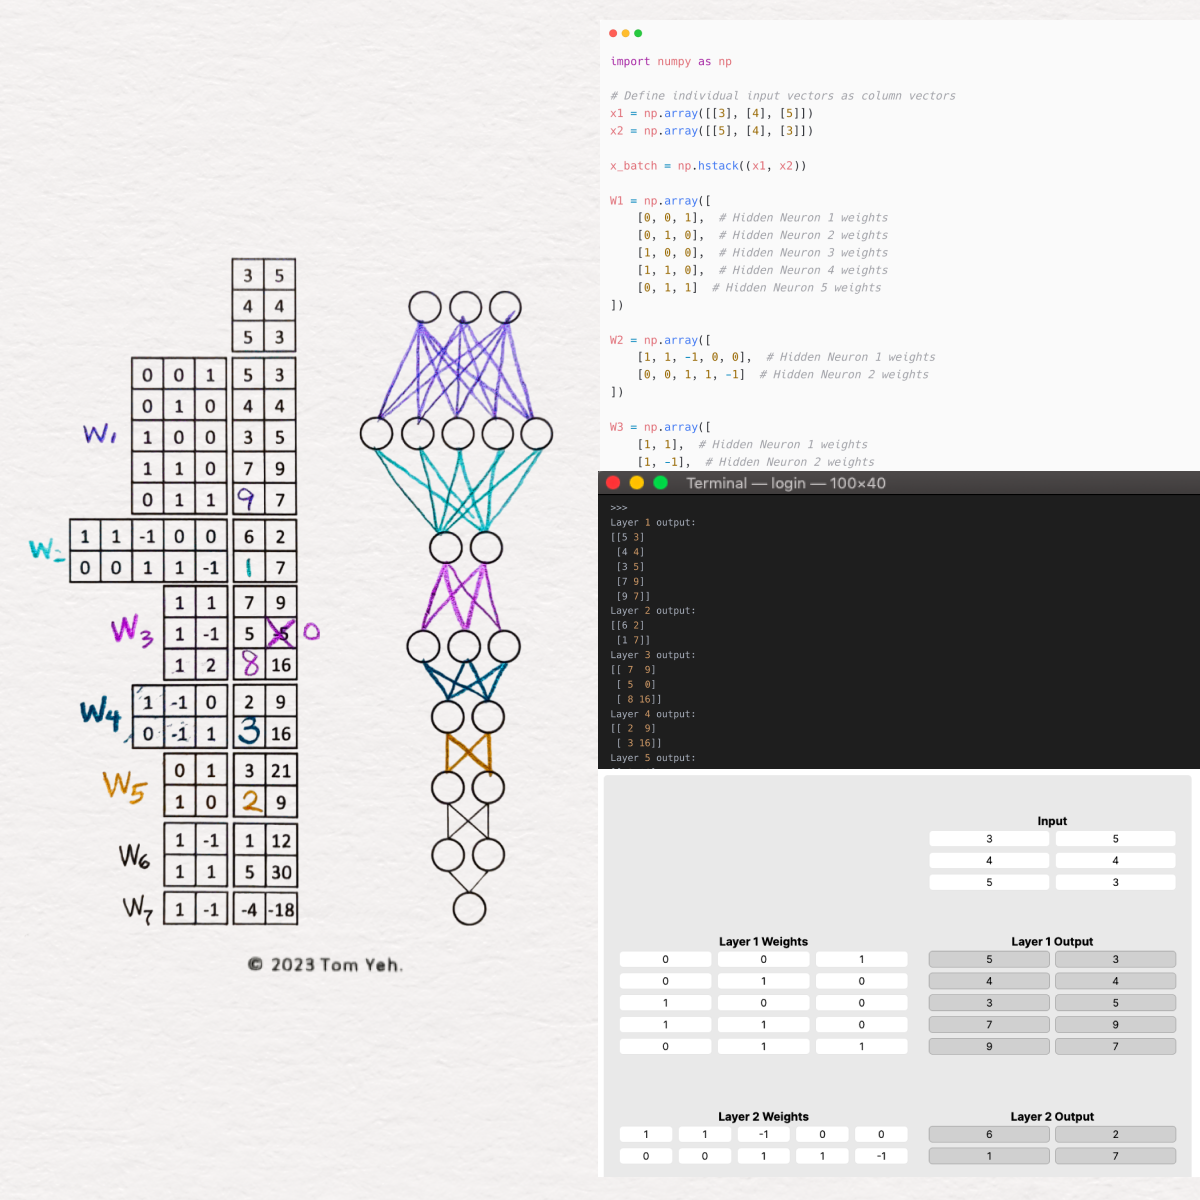 3 5
4 4
5 3
W1
0 0 1 5 3
0 1 0 4 4
1 0 0 3 5
1 1 0 7 9
0 1 1 9 7
W2
1 1 -1 0 0 6 2
0 0 1 1 -1 1 7
W3
1 1 7 9
1 -1 5 -5 0
1 2 8 16
W4
1 -1 0 2 9
0 -1 1 3 16
W5
0 1 3 21
1 0 2 9
W6
1 -1 1 12
1 1 5 30
W7
1 -1 -4 -18
© 2023 Tom Yeh.
import numpy as np
# Define individual input vectors as column vectors
x1 = np.array([[3], [4], [5]])
x2 = np.array([[5], [4], [3]])
x_batch = np.hstack((x1, x2))
W1 = np.array([
[0, 0, 1], # Hidden Neuron 1 weights
[0, 1, 0], # Hidden Neuron 2 weights
[1, 0, 0], # Hidden Neuron 3 weights
[1, 1, 0], # Hidden Neuron 4 weights
[0, 1, 1] # Hidden Neuron 5 weights
])
W2 = np.array([
[1, 1, -1, 0, 0], # Hidden Neuron 1 weights
[0, 0, 1, 1, -1] # Hidden Neuron 2 weights
])
W3 = np.array([
[1, 1], # Hidden Neuron 1 weights
[1, -1], # Hidden Neuron 2 weights
Terminal — login — 100×40
>>>
Layer 1 output:
[[5 3]
[4 4]
[3 5]
[7 9]
[9 7]]
Layer 2 output:
[[6 2]
[1 7]]
Layer 3 output:
[[ 7 9]
[ 5 0]
[ 8 16]]
Layer 4 output:
[[ 2 9]
[ 3 16]]
Layer 5 output:
Input
3 5
4 4
5 3
Layer 1 Weights Layer 1 Output
0 0 1 5 3
0 1 0 4 4
1 0 0 3 5
1 1 0 7 9
0 1 1 9 7
Layer 2 Weights Layer 2 Output
1 1 -1 0 0 6 2
0 0 1 1 -1 1 7